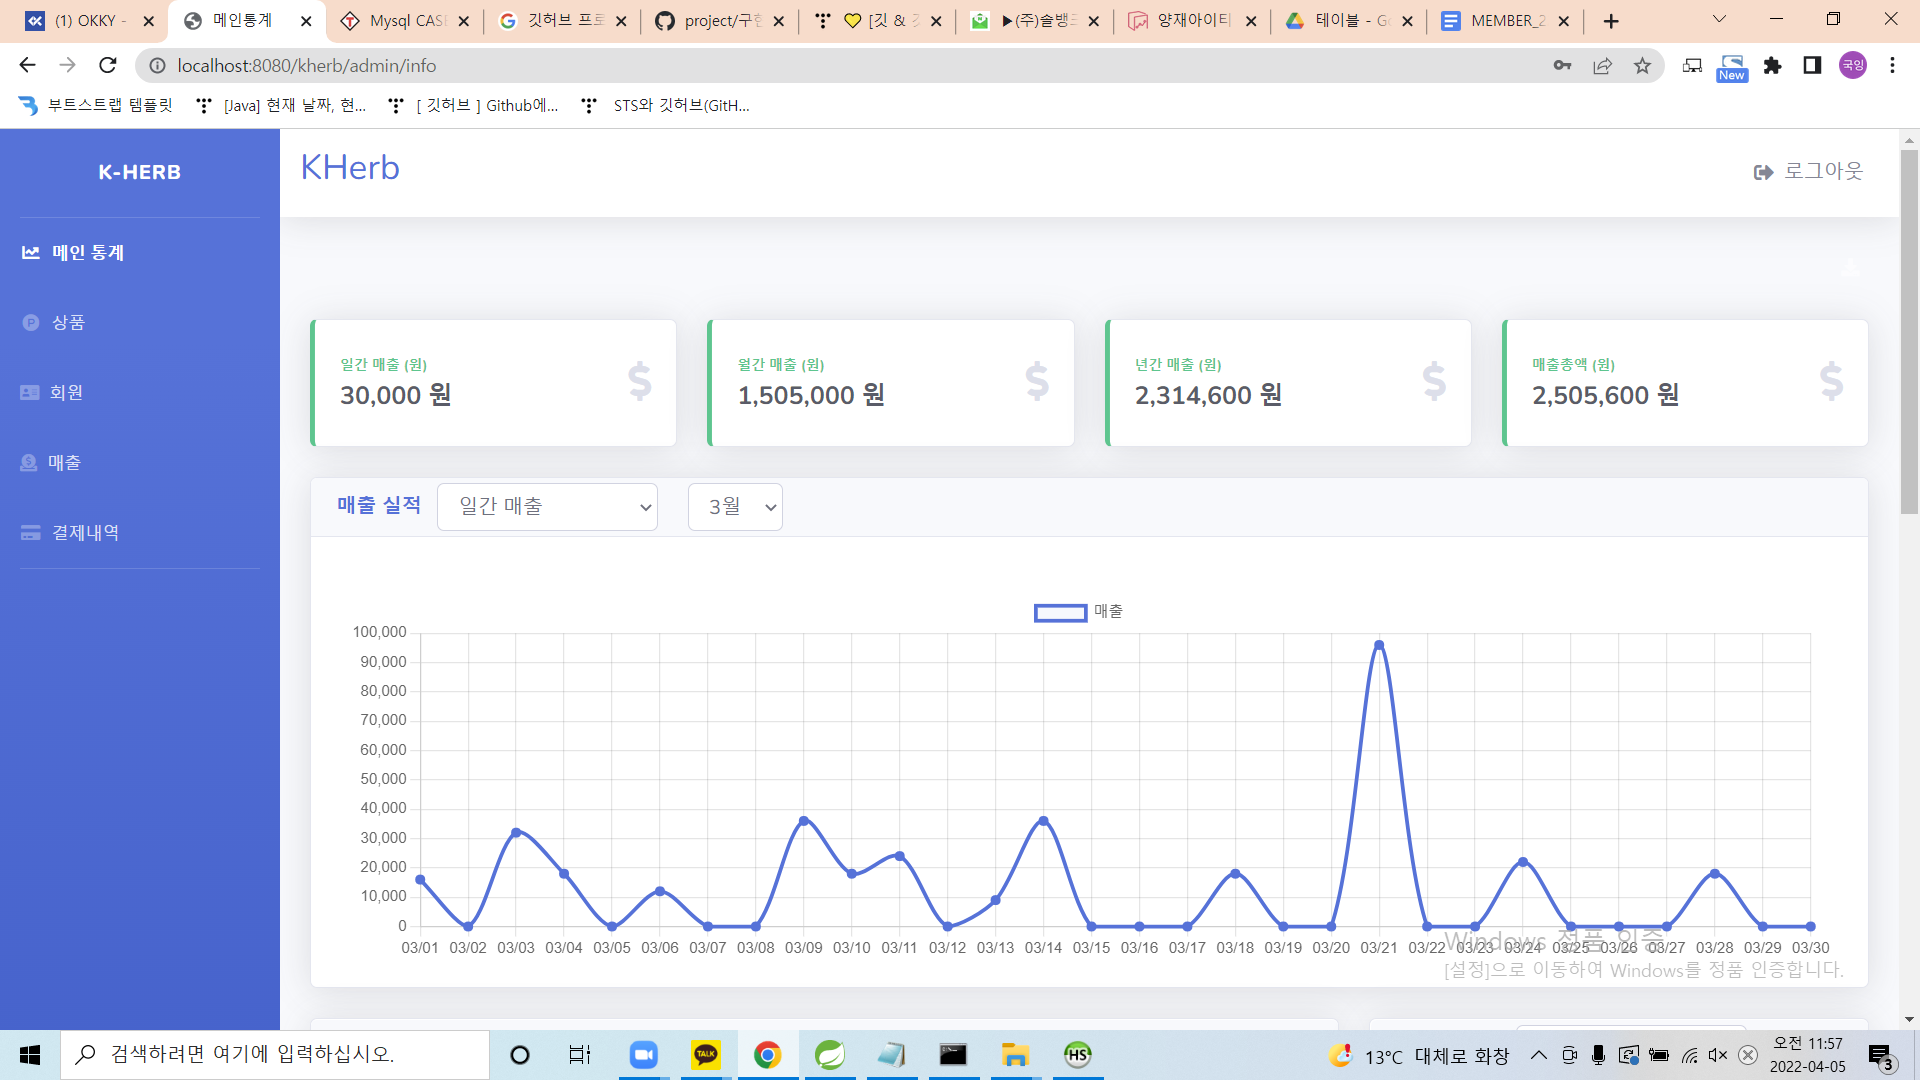 (1) OKKY -
메인통계
Mysql CAS
깃허브 프로
project/구현
[깃 &
▶(주)솔뱅크
양재아이티
테이블 - Go
MEMBER_2
localhost:8080/kherb/admin/info
New
국잉
부트스트랩 템플릿
[Java] 현재 날짜, 현...
[ 깃허브 ] Github에...
STS와 깃허브(GitH...
K-HERB
메인 통계
상품
회원
매출
결제내역
KHerb
로그아웃
일간 매출 (원)
30,000 원
월간 매출 (원)
1,505,000 원
년간 매출 (원)
2,314,600 원
매출총액 (원)
2,505,600 원
매출 실적
일간 매출
3월
매출
100,000
90,000
80,000
70,000
60,000
50,000
40,000
30,000
20,000
10,000
0
03/01 03/02 03/03 03/04 03/05 03/06 03/07 03/08 03/09 03/10 03/11 03/12 03/13 03/14 03/15 03/16 03/17 03/18 03/19 03/20 03/21 03/22 03/23 03/24 03/25 03/26 03/27 03/28 03/29 03/30
Windows 정품 인증
[설정]으로 이동하여 Windows를 정품 인증합니다.
검색하려면 여기에 입력하십시오.
TALK
HS
13°C 대체로 화창
오전 11:57
2022-04-05
3